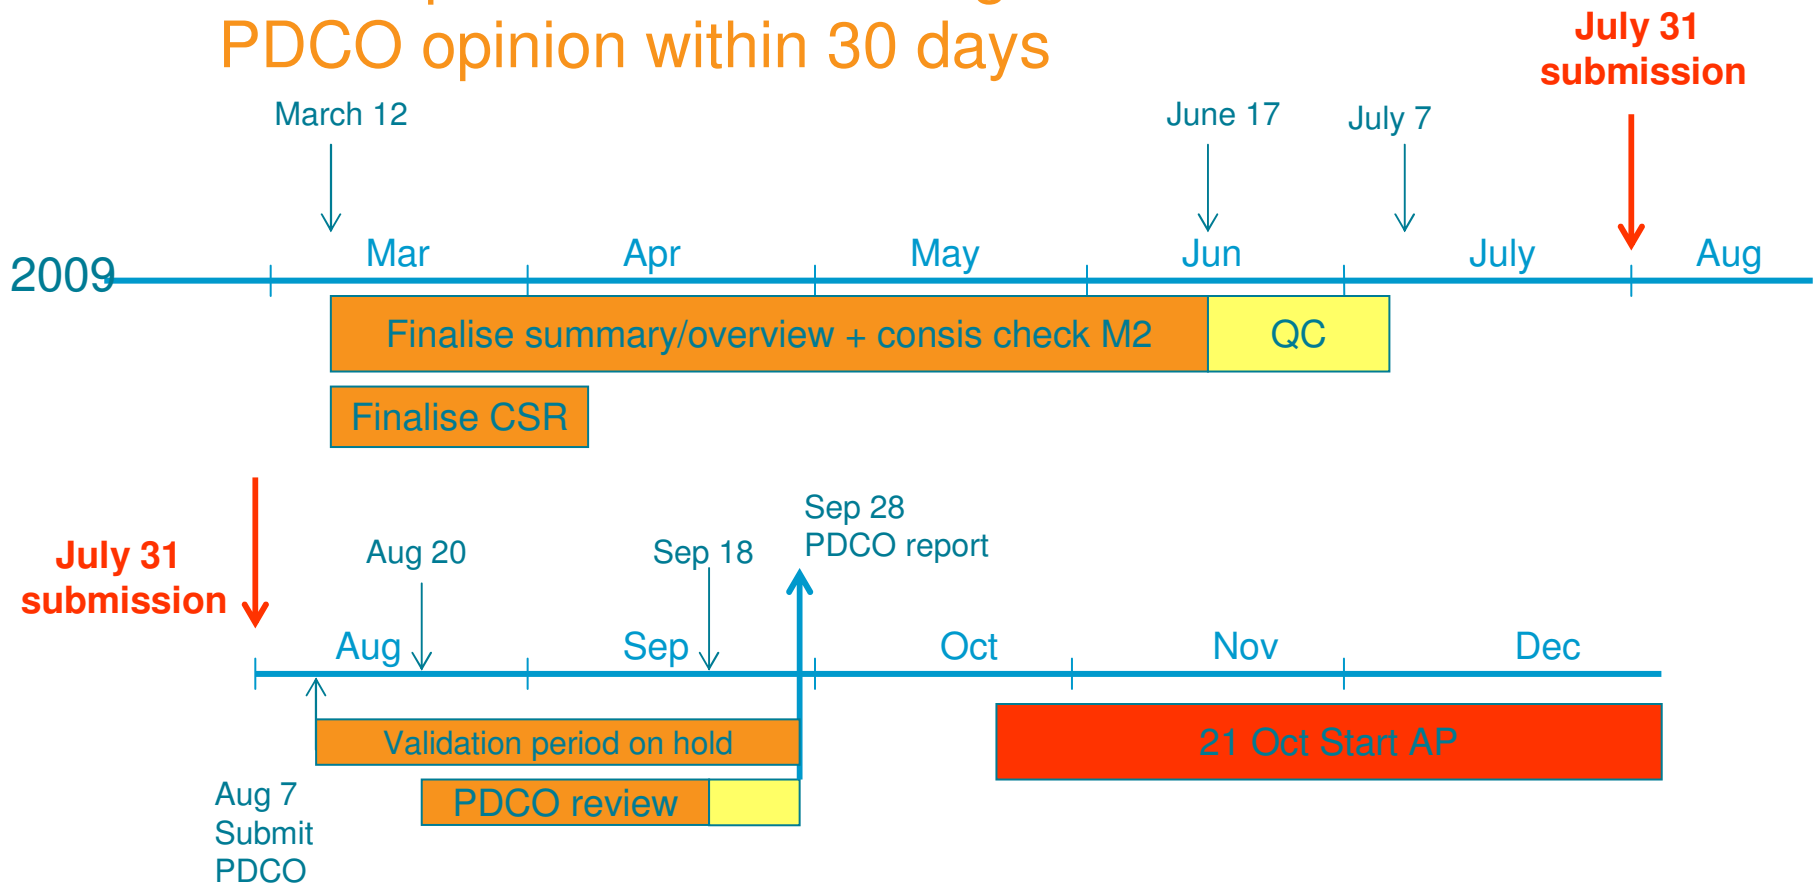 PDCO opinion within 30 days
July 31
submission
March 12
June 17
July 7
2009
Mar
Apr
May
Jun
July
Aug
Finalise summary/overview + consis check M2
QC
Finalise CSR
July 31
submission
Aug 20
Sep 18
Sep 28
PDCO report
Aug
Sep
Oct
Nov
Dec
Validation period on hold
21 Oct Start AP
PDCO review
Aug 7
Submit
PDCO